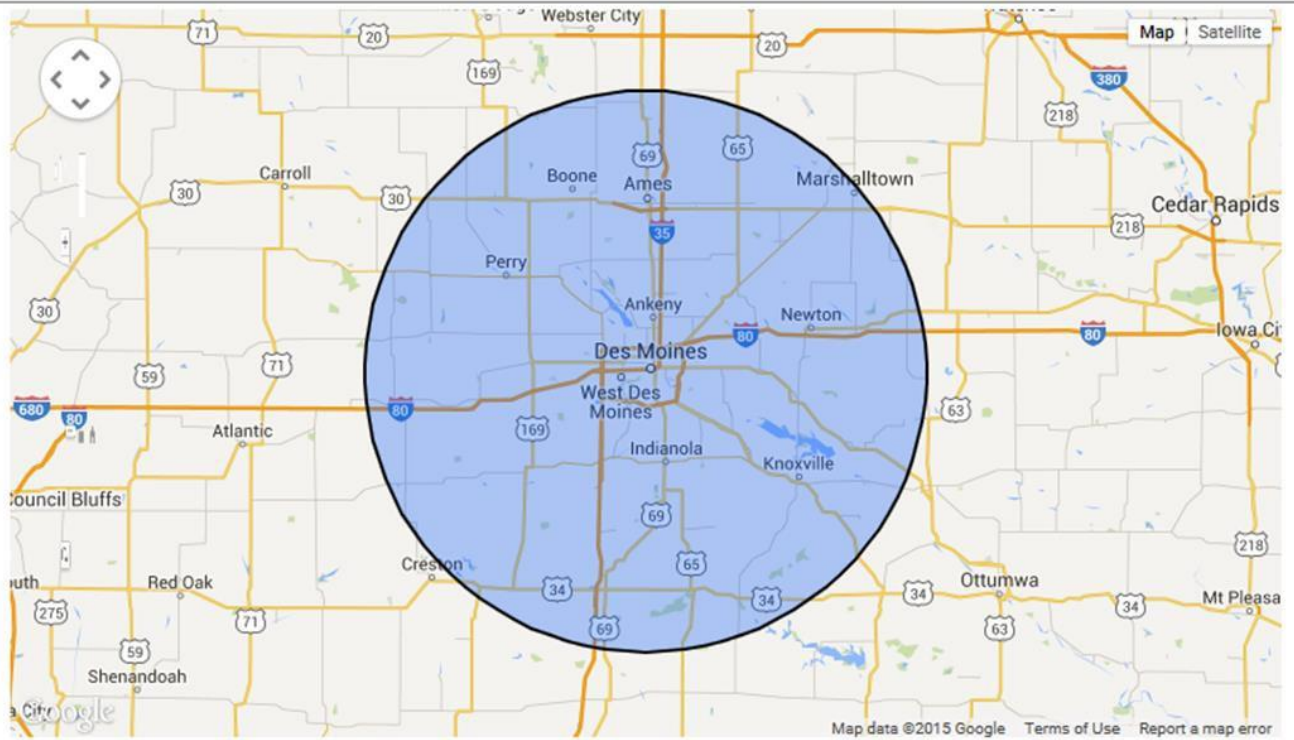 Webster City
71
20
20
Map
Satellite
169
380
218
69
65
Carroll
Boone
Ames
Marshalltown
30
30
Cedar Rapids
218
35
Perry
30
Ankeny
Newton
80
80
Iowa Ci
Des Moines
71
59
West Des
Moines
680
80
80
63
169
Atlantic
Indianola
Knoxville
ouncil Bluffs
69
218
65
Creston
outh
Red Oak
34
34
34
Ottumwa
34
Mt Pleasa
275
71
69
63
59
Shenandoah
a City
Google
Map data ©2015 Google
Terms of Use
Report a map error